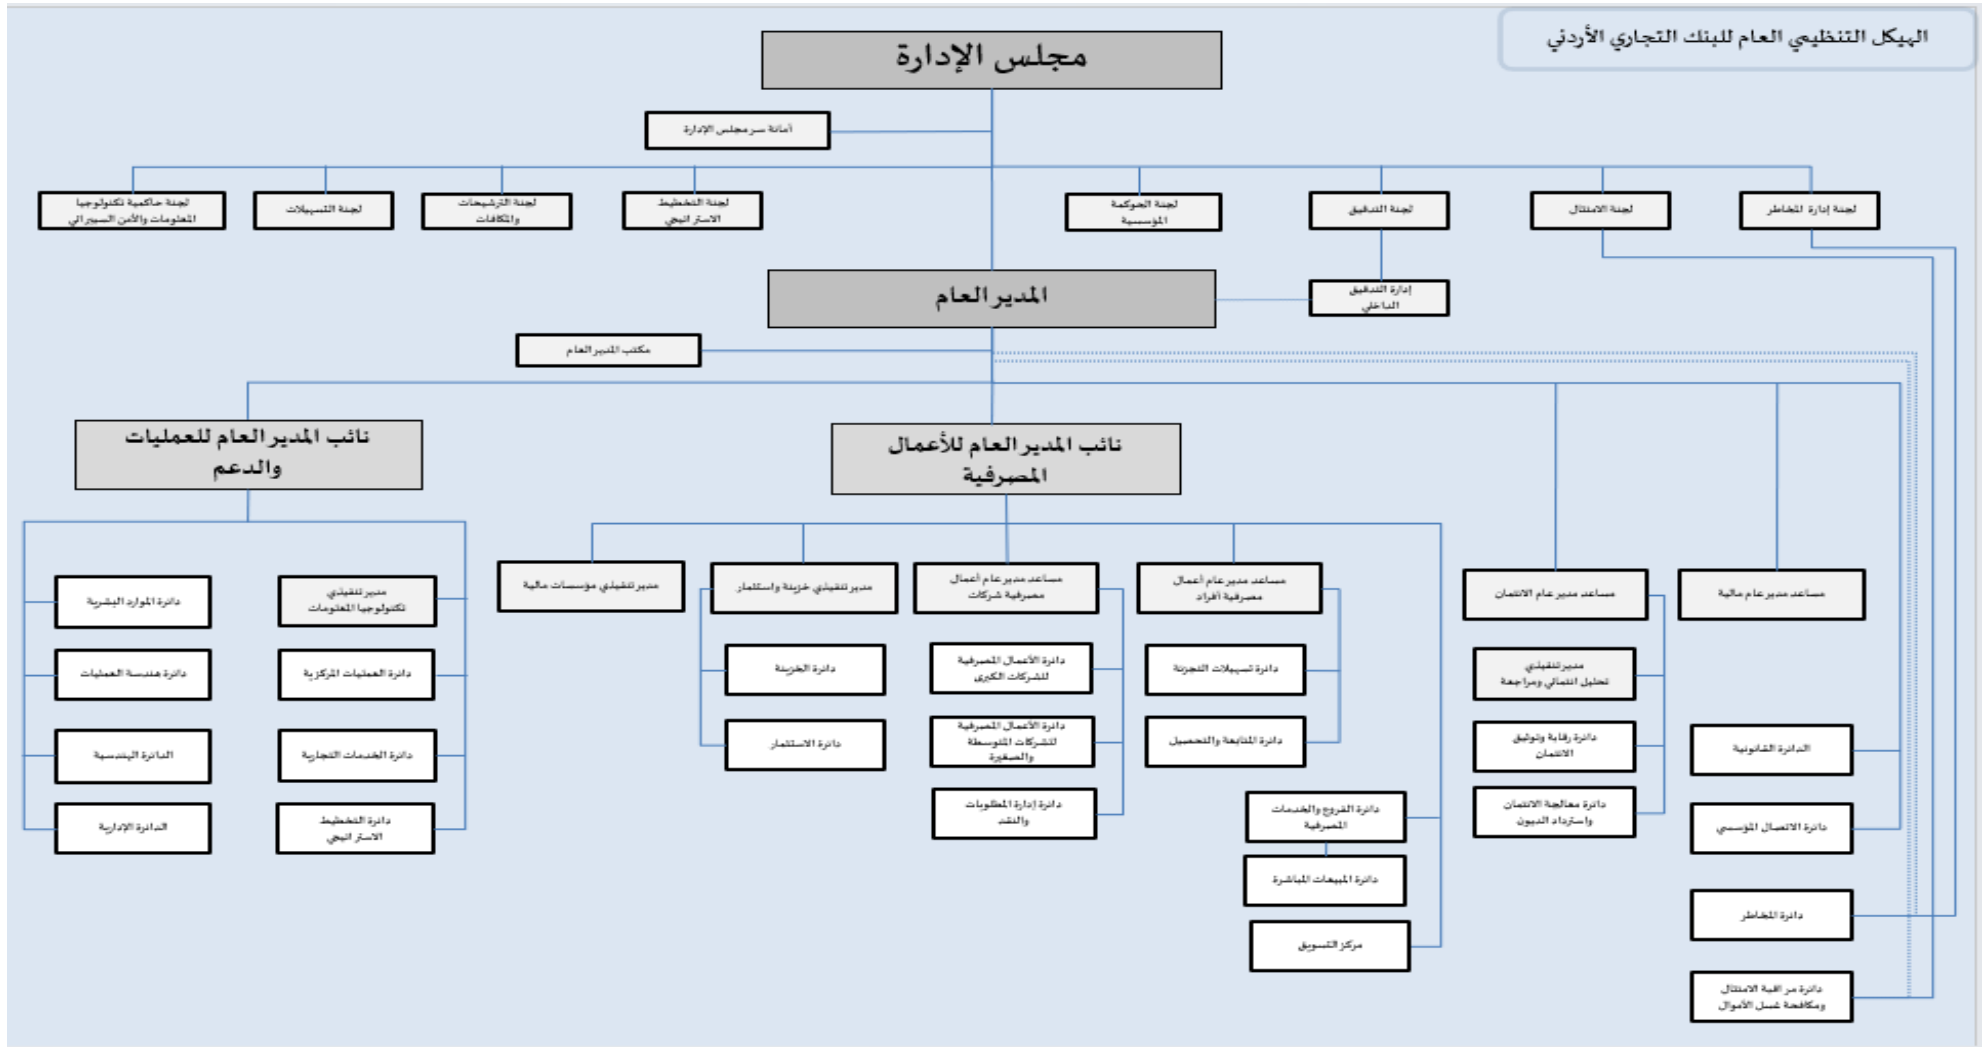 الهيكل التنظيمي العام للبنك التجاري الأردني
مجلس الإدارة
أمانة سر مجلس الإدارة
لجنة إدارة المخاطر
لجنة الامتثال
لجنة التدقيق
لجنة الحوكمة
المؤسسية
لجنة التخطيط
الاستراتيجي
لجنة الترشيحات
والمكافآت
لجنة التسهيلات
لجنة حاكمية تكنولوجيا
المعلومات والأمن السيبراني
إدارة التدقيق
الداخلي
المدير العام
مكتب المدير العام
نائب المدير العام للأعمال
المصرفية
نائب المدير العام للعمليات
والدعم
مساعد مدير عام مالية
الدائرة القانونية
دائرة الاتصال المؤسسي
دائرة المخاطر
دائرة مراقبة الامتثال
ومكافحة غسل الأموال
مساعد مدير عام الائتمان
مدير تنفيذي
تحليل ائتماني ومراجعة
دائرة رقابة وتوثيق
الائتمان
دائرة معالجة الائتمان
واسترداد الديون
مساعد مدير عام أعمال
مصرفية أفراد
دائرة تسهيلات التجزئة
دائرة المتابعة والتحصيل
دائرة الفروع والخدمات
المصرفية
دائرة المبيعات المباشرة
مركز التسويق
مساعد مدير عام أعمال
مصرفية شركات
دائرة الأعمال المصرفية
للشركات الكبرى
دائرة الأعمال المصرفية
للشركات المتوسطة
والصغيرة
دائرة إدارة المطلوبات
والنقد
مدير تنفيذي خزينة واستثمار
دائرة الخزينة
دائرة الاستثمار
مدير تنفيذي مؤسسات مالية
مدير تنفيذي
تكنولوجيا المعلومات
دائرة العمليات المركزية
دائرة الخدمات التجارية
دائرة التخطيط
الاستراتيجي
دائرة الموارد البشرية
دائرة هندسة العمليات
الدائرة الهندسية
الدائرة الإدارية